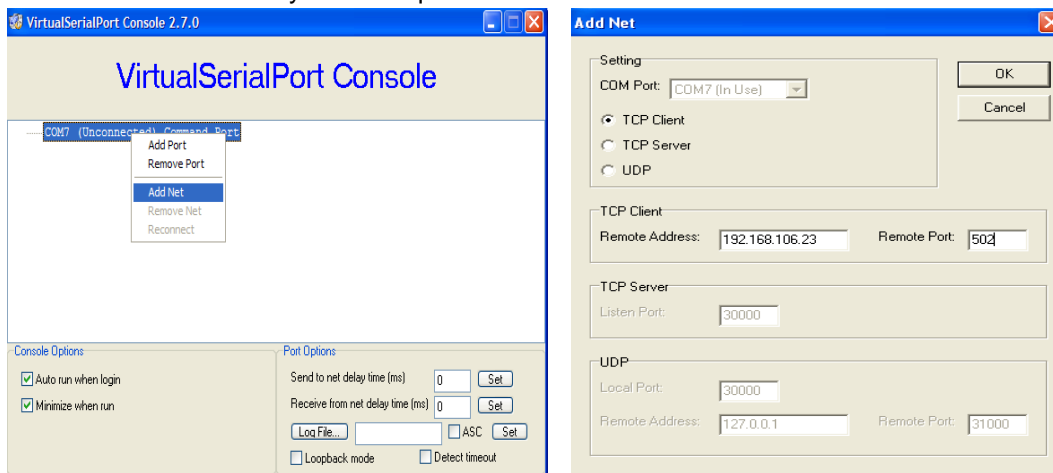 VirtualSerialPort Console 2.7.0
VirtualSerialPort Console
COM7 (Unconnected) Command Port
Add Port
Remove Port
Add Net
Remove Net
Reconnect
Console Options
Auto run when login
Minimize when run
Port Options
Send to net delay time (ms) 0 Set
Receive from net delay time (ms) 0 Set
Log File... ASC Set
Loopback mode Detect timeout
Add Net
Setting
COM Port: COM7 (In Use)
TCP Client
TCP Server
UDP
OK
Cancel
TCP Client
Remote Address: 192.168.106.23 Remote Port: 502
TCP Server
Listen Port: 30000
UDP
Local Port: 30000
Remote Address: 127.0.0.1 Remote Port: 31000